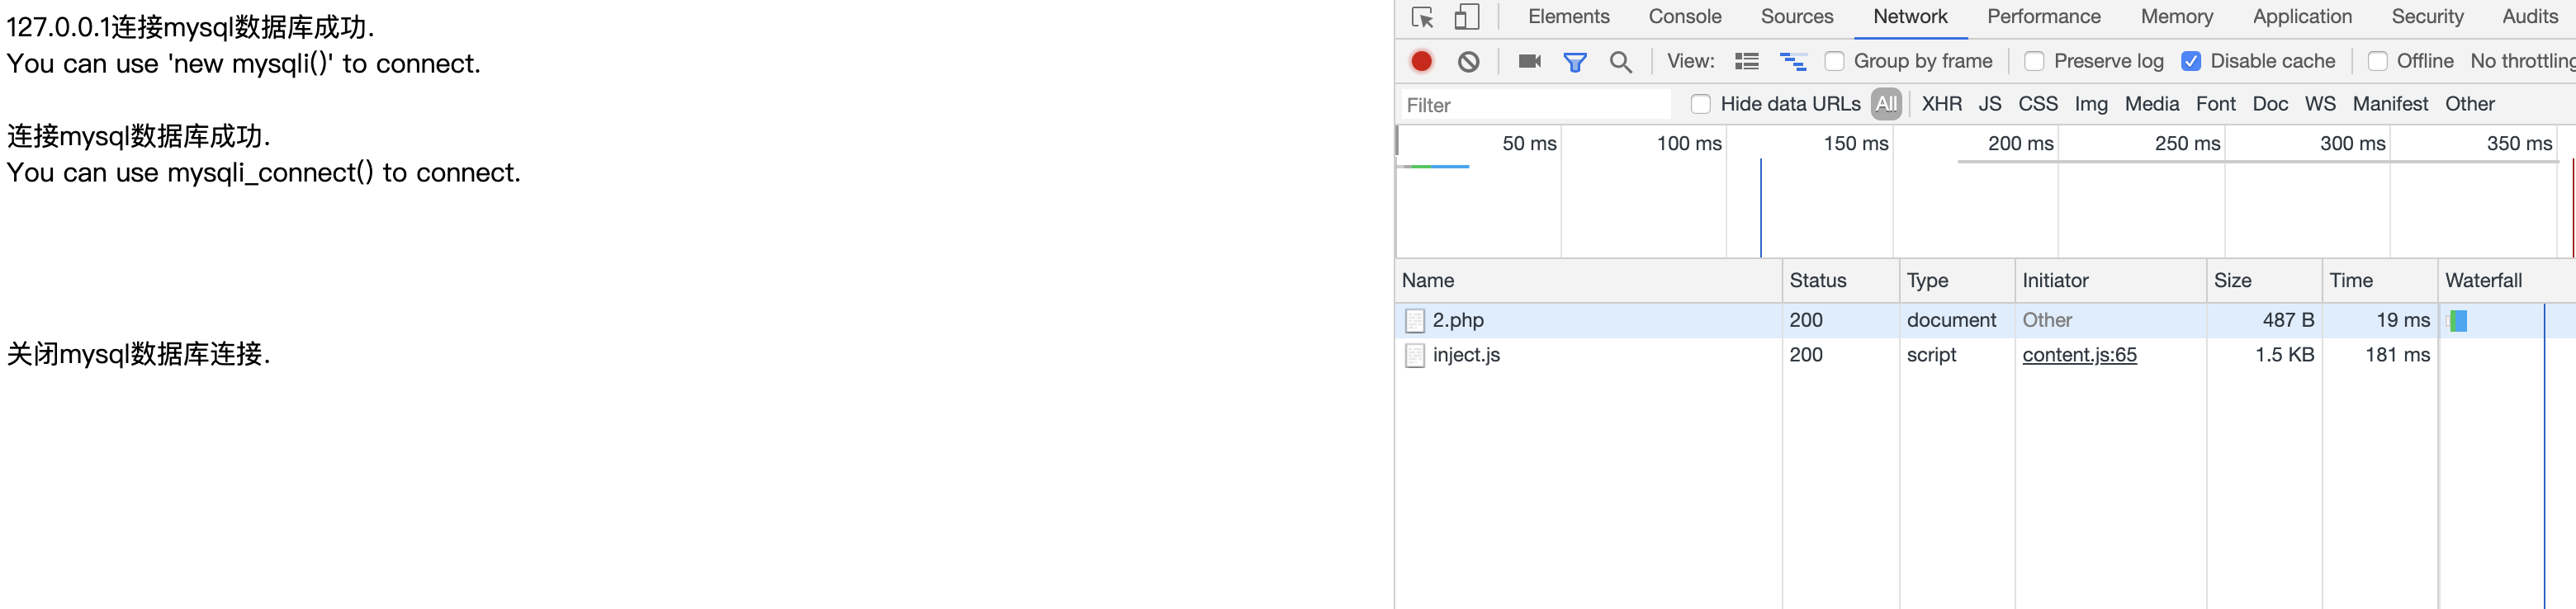 127.0.0.1连接mysql数据库成功.
You can use 'new mysqli()' to connect.
连接mysql数据库成功.
You can use mysqli_connect() to connect.
关闭mysql数据库连接.
Elements Console Sources Network Performance Memory Application Security Audits
View: Group by frame Preserve log Disable cache Offline No throttling
Filter Hide data URLs All XHR JS CSS Img Media Font Doc WS Manifest Other
50 ms 100 ms 150 ms 200 ms 250 ms 300 ms 350 ms
Name Status Type Initiator Size Time Waterfall
2.php 200 document Other 487 B 19 ms
inject.js 200 script content.js:65 1.5 KB 181 ms